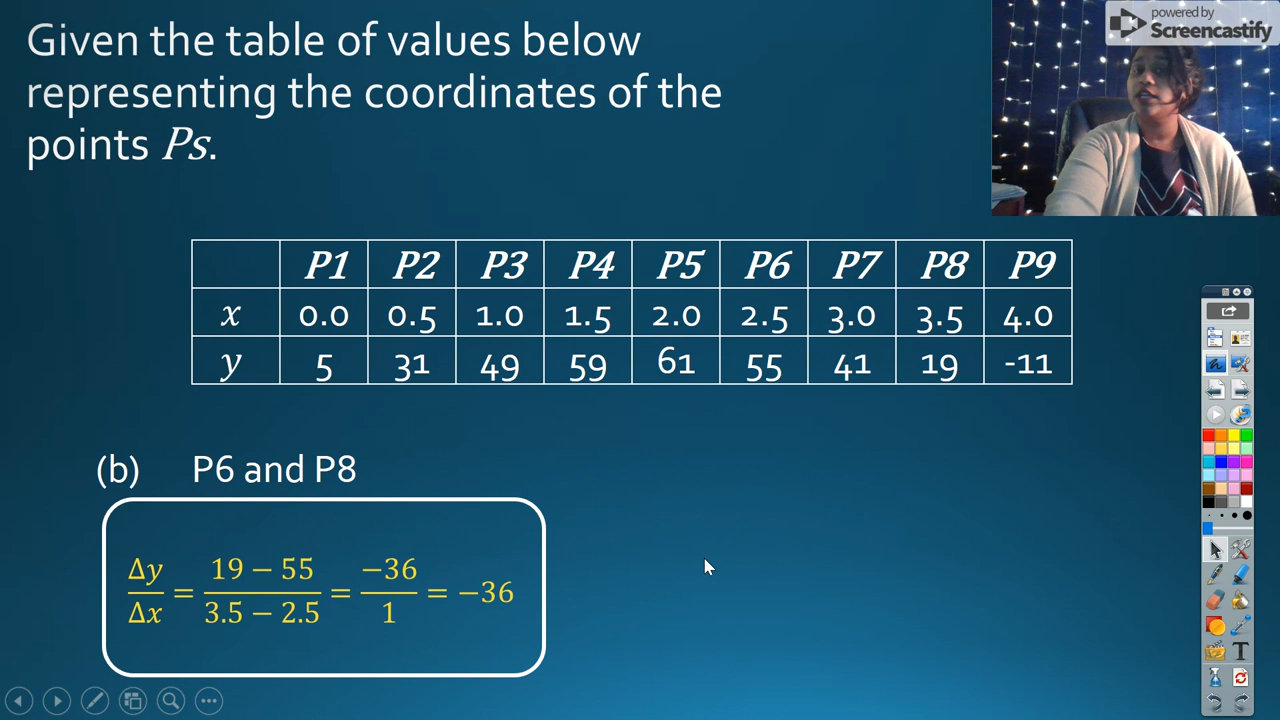 Given the table of values below
representing the coordinates of the
points Ps.
powered by
Screencastify
P1 P2 P3 P4 P5 P6 P7 P8 P9
x 0.0 0.5 1.0 1.5 2.0 2.5 3.0 3.5 4.0
y 5 31 49 59 61 55 41 19 -11
(b) P6 and P8
Δy/Δx = (19 − 55)/(3.5 − 2.5) = −36/1 = −36
T